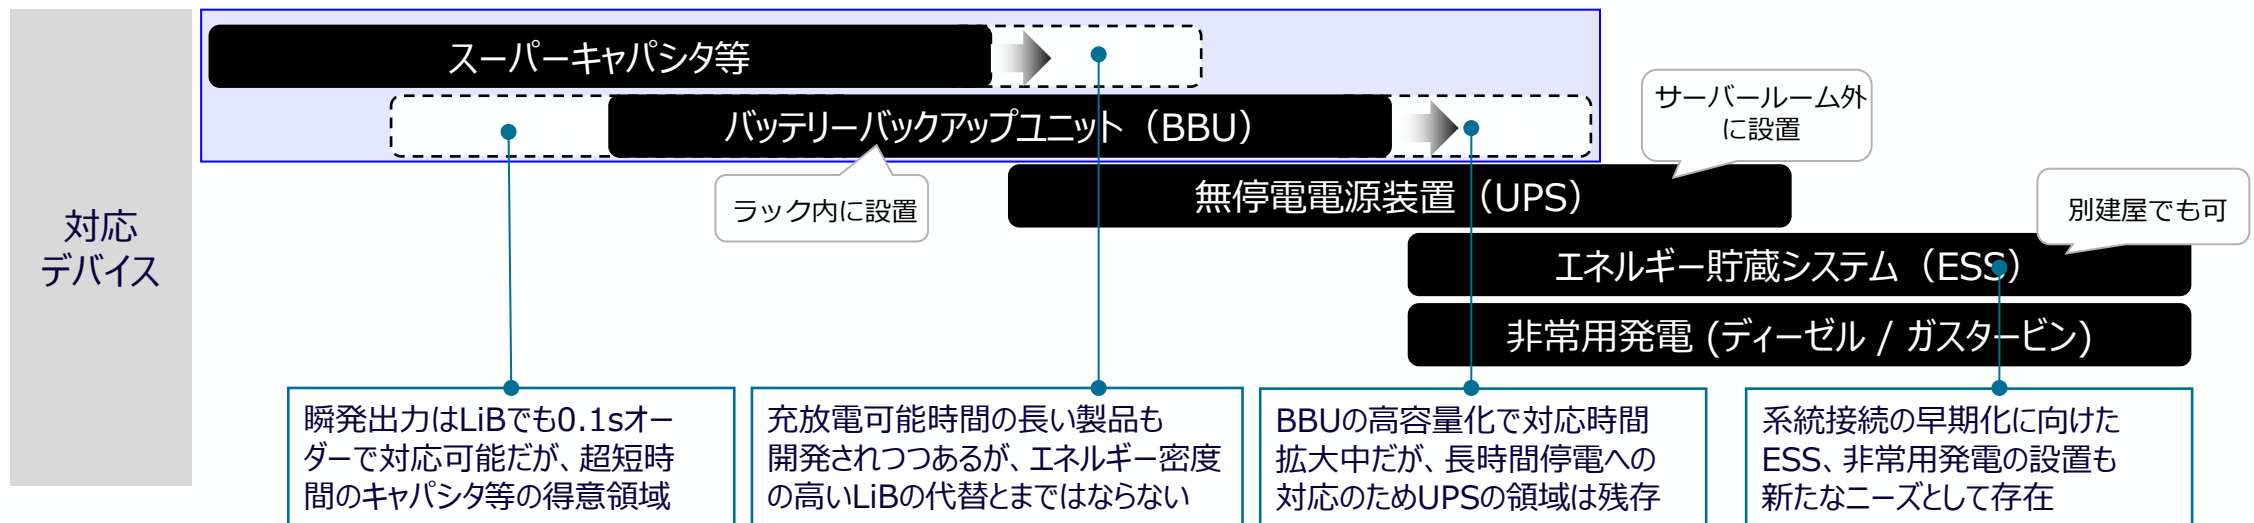 対応
デバイス
スーパーキャパシタ等
バッテリーバックアップユニット（BBU）
サーバールーム外
に設置
ラック内に設置
無停電電源装置（UPS）
別建屋でも可
エネルギー貯蔵システム（ESS）
非常用発電 (ディーゼル / ガスタービン)
瞬発出力はLiBでも0.1sオー
ダーで対応可能だが、超短時
間のキャパシタ等の得意領域
充放電可能時間の長い製品も
開発されつつあるが、エネルギー密度
の高いLiBの代替とまではならない
BBUの高容量化で対応時間
拡大中だが、長時間停電への
対応のためUPSの領域は残存
系統接続の早期化に向けた
ESS、非常用発電の設置も
新たなニーズとして存在